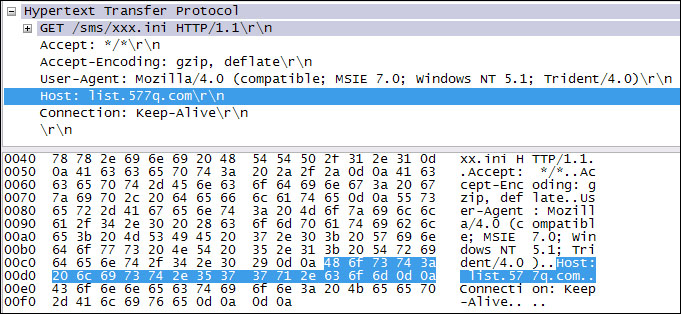 Hypertext Transfer Protocol
GET /sms/xxx.ini HTTP/1.1\r\n
Accept: */*\r\n
Accept-Encoding: gzip, deflate\r\n
User-Agent: Mozilla/4.0 (compatible; MSIE 7.0; Windows NT 5.1; Trident/4.0)\r\n
Host: list.577q.com\r\n
Connection: Keep-Alive\r\n
\r\n
0040 78 78 2e 69 6e 69 20 48 54 54 50 2f 31 2e 31 0d xx.ini H TTP/1.1.
0050 0a 41 63 63 65 70 74 3a 20 2a 2f 2a 0d 0a 41 63 .Accept: */*..Ac
0060 63 65 70 74 2d 45 6e 63 6f 64 69 6e 67 3a 20 67 cept-Enc oding: g
0070 7a 69 70 2c 20 64 65 66 6c 61 74 65 0d 0a 55 73 zip, def late..Us
0080 65 72 2d 41 67 65 6e 74 3a 20 4d 6f 7a 69 6c 6c er-Agent : Mozill
0090 61 2f 34 2e 30 20 28 63 6f 6d 70 61 74 69 62 6c a/4.0 (c ompatibl
00a0 65 3b 20 4d 53 49 45 20 37 2e 30 3b 20 57 69 6e e; MSIE 7.0; Win
00b0 64 6f 77 73 20 4e 54 20 35 2e 31 3b 20 54 72 69 dows NT 5.1; Tri
00c0 64 65 6e 74 2f 34 2e 30 29 0d 0a 48 6f 73 74 3a dent/4.0 )..Host:
00d0 20 6c 69 73 74 2e 35 37 37 71 2e 63 6f 6d 0d 0a list.57 7q.com..
00e0 43 6f 6e 6e 65 63 74 69 6f 6e 3a 20 4b 65 65 70 Connecti on: Keep
00f0 2d 41 6c 69 76 65 0d 0a 0d 0a -Alive.. ..